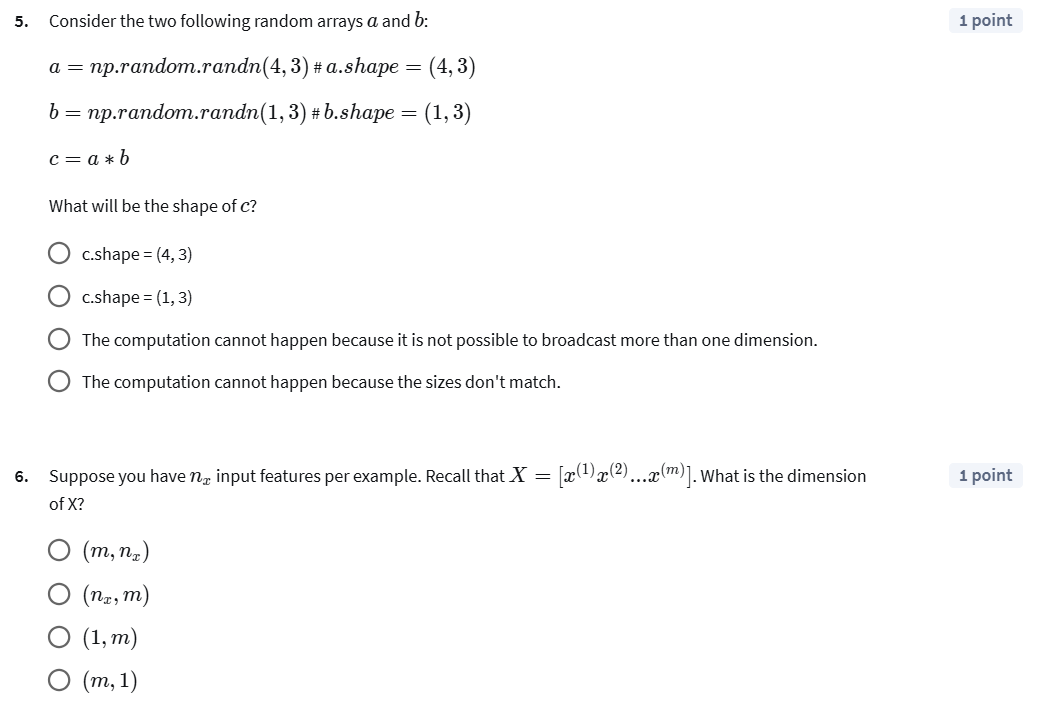 5. Consider the two following random arrays a and b: 1 point
a = np.random.randn(4, 3) # a.shape = (4, 3)
b = np.random.randn(1, 3) # b.shape = (1, 3)
c = a * b
What will be the shape of c?
c.shape = (4, 3)
c.shape = (1, 3)
The computation cannot happen because it is not possible to broadcast more than one dimension.
The computation cannot happen because the sizes don't match.
6. Suppose you have n_x input features per example. Recall that X = [x^(1) x^(2)...x^(m)]. What is the dimension 1 point
of X?
(m, n_x)
(n_x, m)
(1, m)
(m, 1)